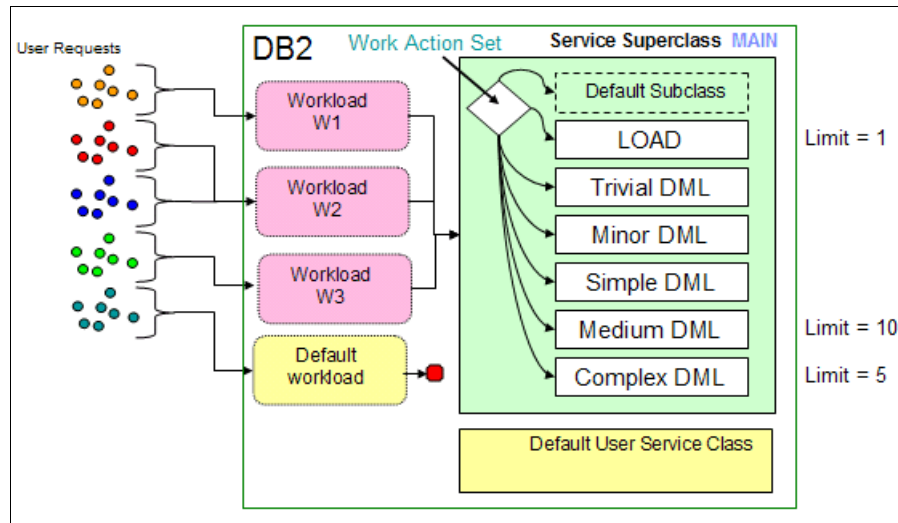 User Requests
DB2
Work Action Set
Service Superclass MAIN
Workload
W1
Workload
W2
Workload
W3
Default
workload
Default Subclass
LOAD
Limit = 1
Trivial DML
Minor DML
Simple DML
Medium DML
Limit = 10
Complex DML
Limit = 5
Default User Service Class